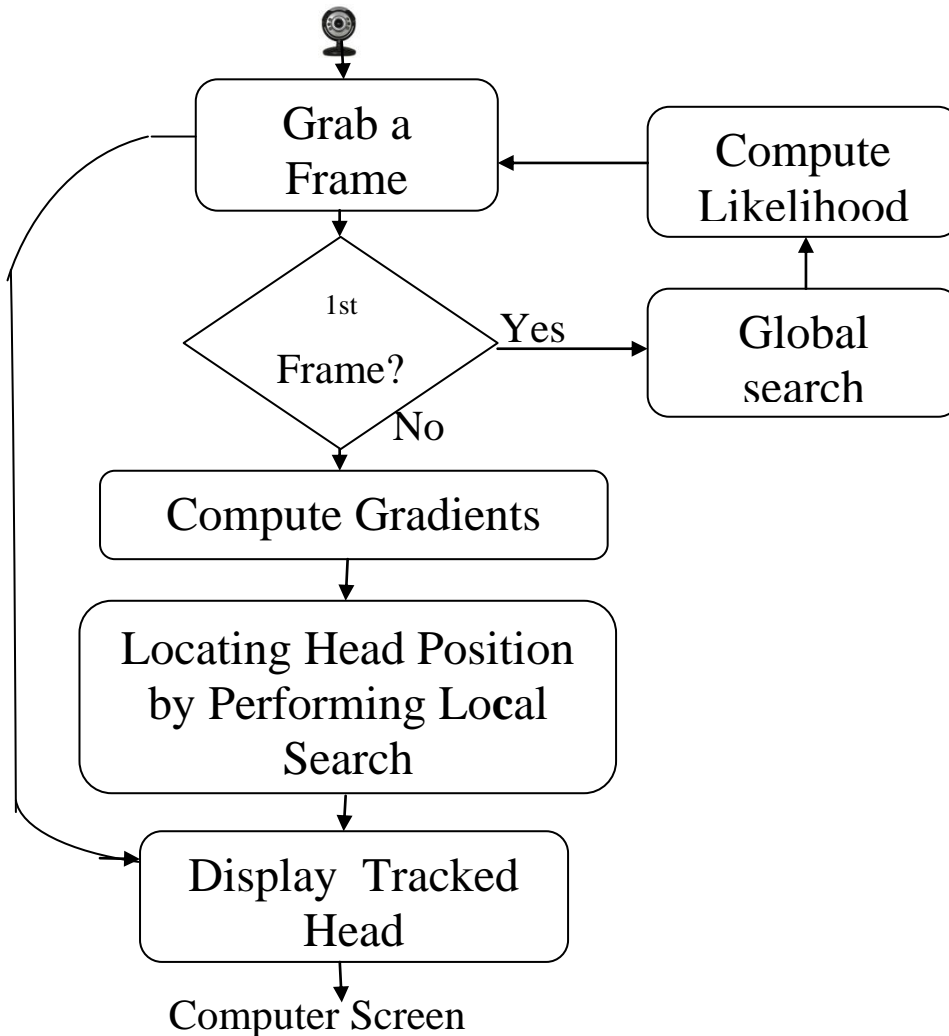 Grab a
Frame
Compute
Likelihood
1st
Frame?
Yes
Global
search
No
Compute Gradients
Locating Head Position
by Performing Local
Search
Display Tracked
Head
Computer Screen